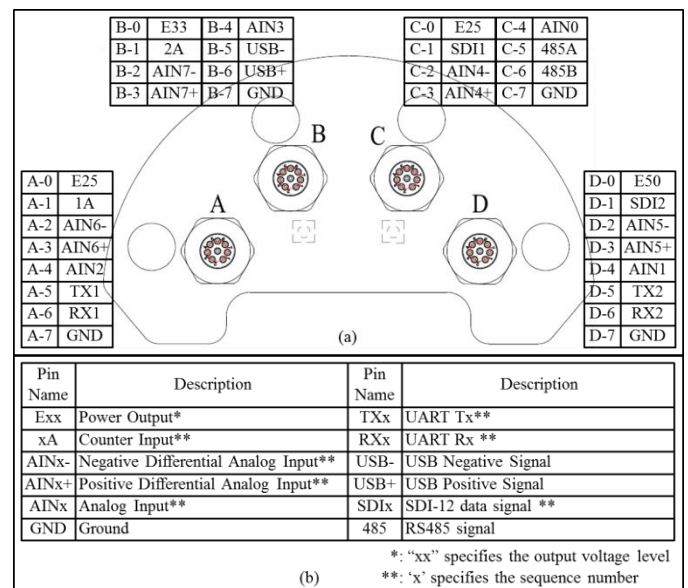 B-0 E33 B-4 AIN3
B-1 2A B-5 USB-
B-2 AIN7- B-6 USB+
B-3 AIN7+ B-7 GND
C-0 E25 C-4 AIN0
C-1 SDI1 C-5 485A
C-2 AIN4- C-6 485B
C-3 AIN4+ C-7 GND
B
C
A
D
A-0 E25
A-1 1A
A-2 AIN6-
A-3 AIN6+
A-4 AIN2
A-5 TX1
A-6 RX1
A-7 GND
D-0 E50
D-1 SDI2
D-2 AIN5-
D-3 AIN5+
D-4 AIN1
D-5 TX2
D-6 RX2
D-7 GND
(a)
Pin Description Pin Description
Name Name
Exx Power Output* TXx UART Tx**
xA Counter Input** RXx UART Rx **
AINx- Negative Differential Analog Input** USB- USB Negative Signal
AINx+ Positive Differential Analog Input** USB+ USB Positive Signal
AINx Analog Input** SDIx SDI-12 data signal **
GND Ground 485 RS485 signal
*: “xx” specifies the output voltage level
(b) **: ‘x’ specifies the sequence number